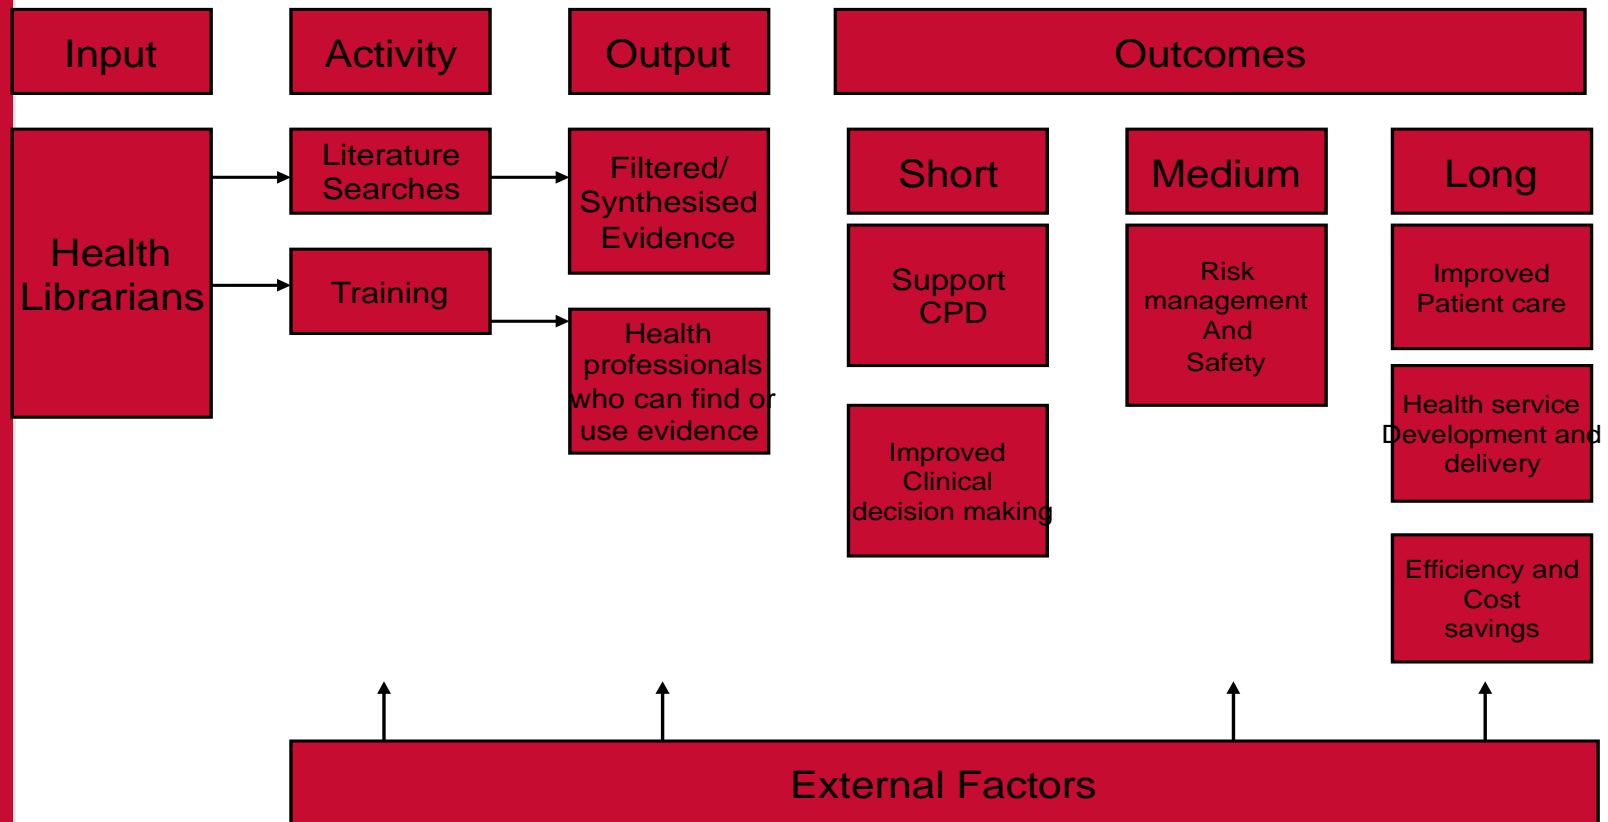 Input
Activity
Output
Outcomes
Health
Librarians
Literature
Searches
Training
Filtered/
Synthesised
Evidence
Health
professionals
who can find or
use evidence
Short
Support
CPD
Improved
Clinical
decision making
Medium
Risk
management
And
Safety
Long
Improved
Patient care
Health service
Development and
delivery
Efficiency and
Cost
savings
External Factors